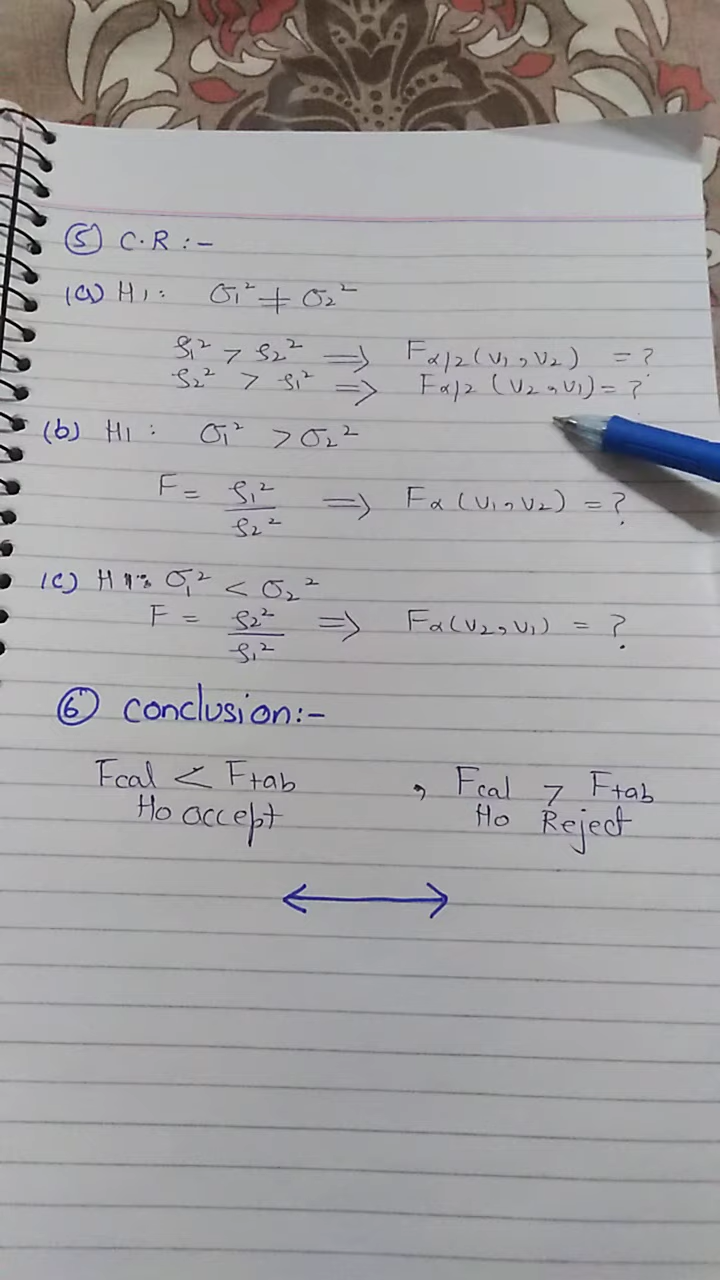 ⑤ C.R :-
(a) H₁ : σ₁² ≠ σ₂²
S₁² > S₂² ⟹ Fα/2 (v₁, v₂) = ?
S₂² > S₁² ⟹ Fα/2 (v₂, v₁) = ?
(b) H₁ : σ₁² > σ₂²
F = S₁²/S₂² ⟹ Fα (v₁, v₂) = ?
(c) H₁ : σ₁² < σ₂²
F = S₂²/S₁² ⟹ Fα (v₂, v₁) = ?
⑥ conclusion:-
Fcal < Ftab , Fcal > Ftab
Ho accept Ho Reject